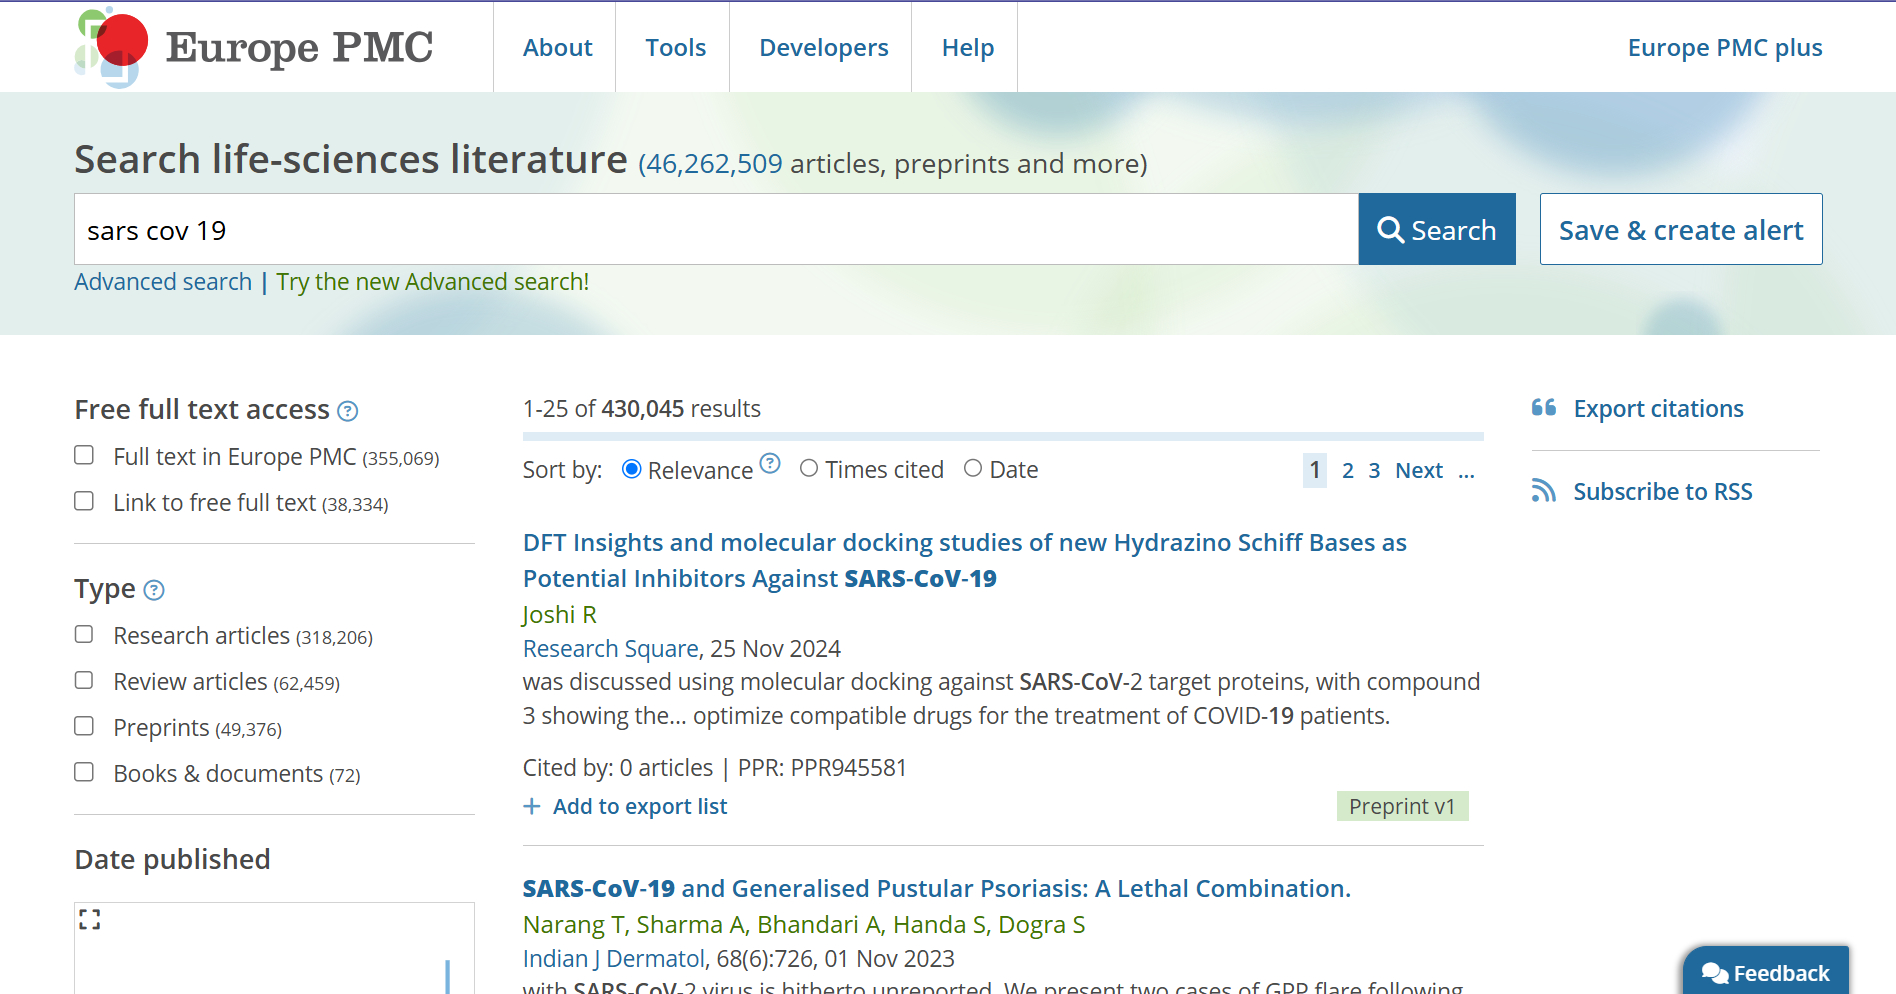 Europe PMC
About
Tools
Developers
Help
Europe PMC plus
Search life-sciences literature (46,262,509 articles, preprints and more)
sars cov 19
Search
Save & create alert
Advanced search | Try the new Advanced search!
Free full text access ?
Full text in Europe PMC (355,069)
Link to free full text (38,334)
Type ?
Research articles (318,206)
Review articles (62,459)
Preprints (49,376)
Books & documents (72)
Date published
1-25 of 430,045 results
Sort by: Relevance ? Times cited Date
1 2 3 Next ...
DFT Insights and molecular docking studies of new Hydrazino Schiff Bases as
Potential Inhibitors Against SARS-CoV-19
Joshi R
Research Square, 25 Nov 2024
was discussed using molecular docking against SARS-CoV-2 target proteins, with compound
3 showing the... optimize compatible drugs for the treatment of COVID-19 patients.
Cited by: 0 articles | PPR: PPR945581
+ Add to export list
Preprint v1
SARS-CoV-19 and Generalised Pustular Psoriasis: A Lethal Combination.
Narang T, Sharma A, Bhandari A, Handa S, Dogra S
Indian J Dermatol, 68(6):726, 01 Nov 2023
with SARS-CoV-2 virus is hitherto unreported. We present two cases of GPP flare following
Export citations
Subscribe to RSS
Feedback